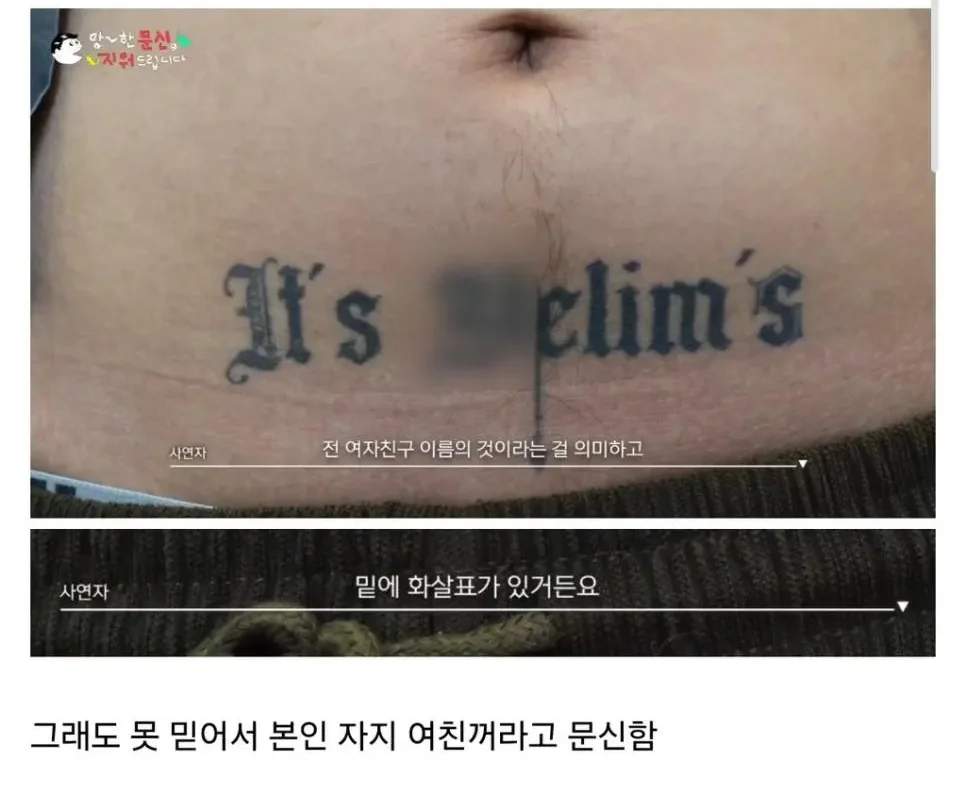 망~한 문신
지워드립니다
It's elim's
사연자 전 여자친구 이름의 것이라는 걸 의미하고
사연자 밑에 화살표가 있거든요
그래도 못 믿어서 본인 자지 여친꺼라고 문신함